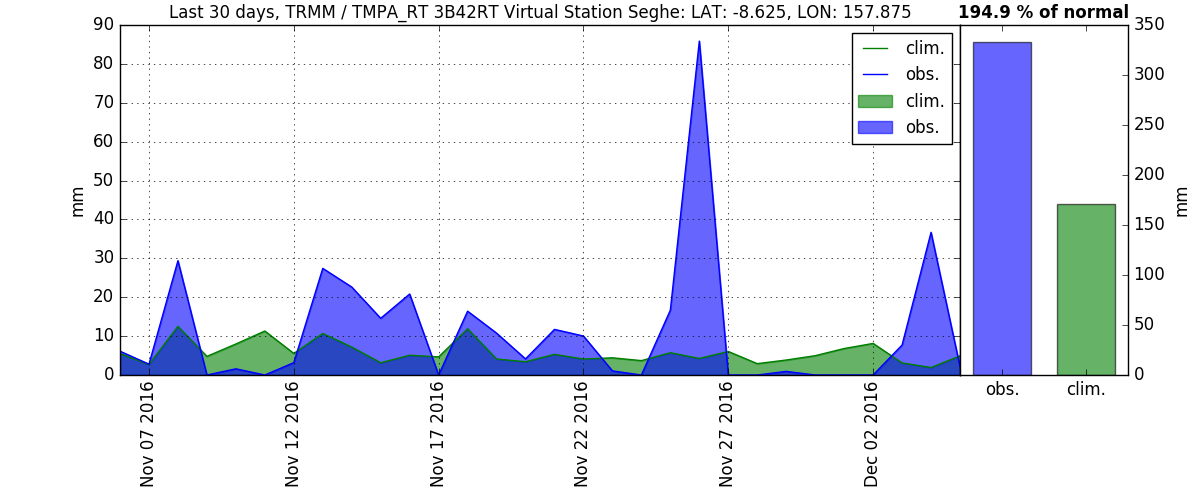 Last 30 days, TRMM / TMPA_RT 3B42RT Virtual Station Seghe: LAT: -8.625, LON: 157.875
194.9 % of normal
90
80
70
60
50
40
30
20
10
0
mm
clim.
obs.
clim.
obs.
Nov 07 2016
Nov 12 2016
Nov 17 2016
Nov 22 2016
Nov 27 2016
Dec 02 2016
350
300
250
200
150
100
50
0
mm
obs.
clim.